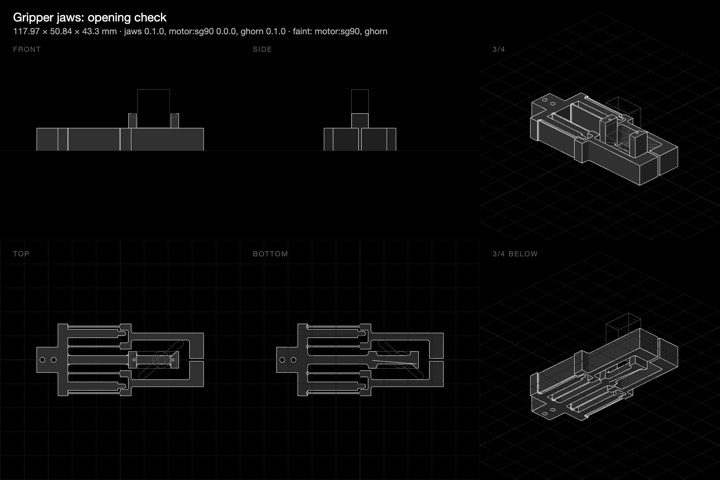 Gripper jaws: opening check
117.97 × 50.84 × 43.3 mm · jaws 0.1.0, motor:sg90 0.0.0, ghorn 0.1.0 · faint: motor:sg90, ghorn
FRONT
SIDE
3/4
TOP
BOTTOM
3/4 BELOW